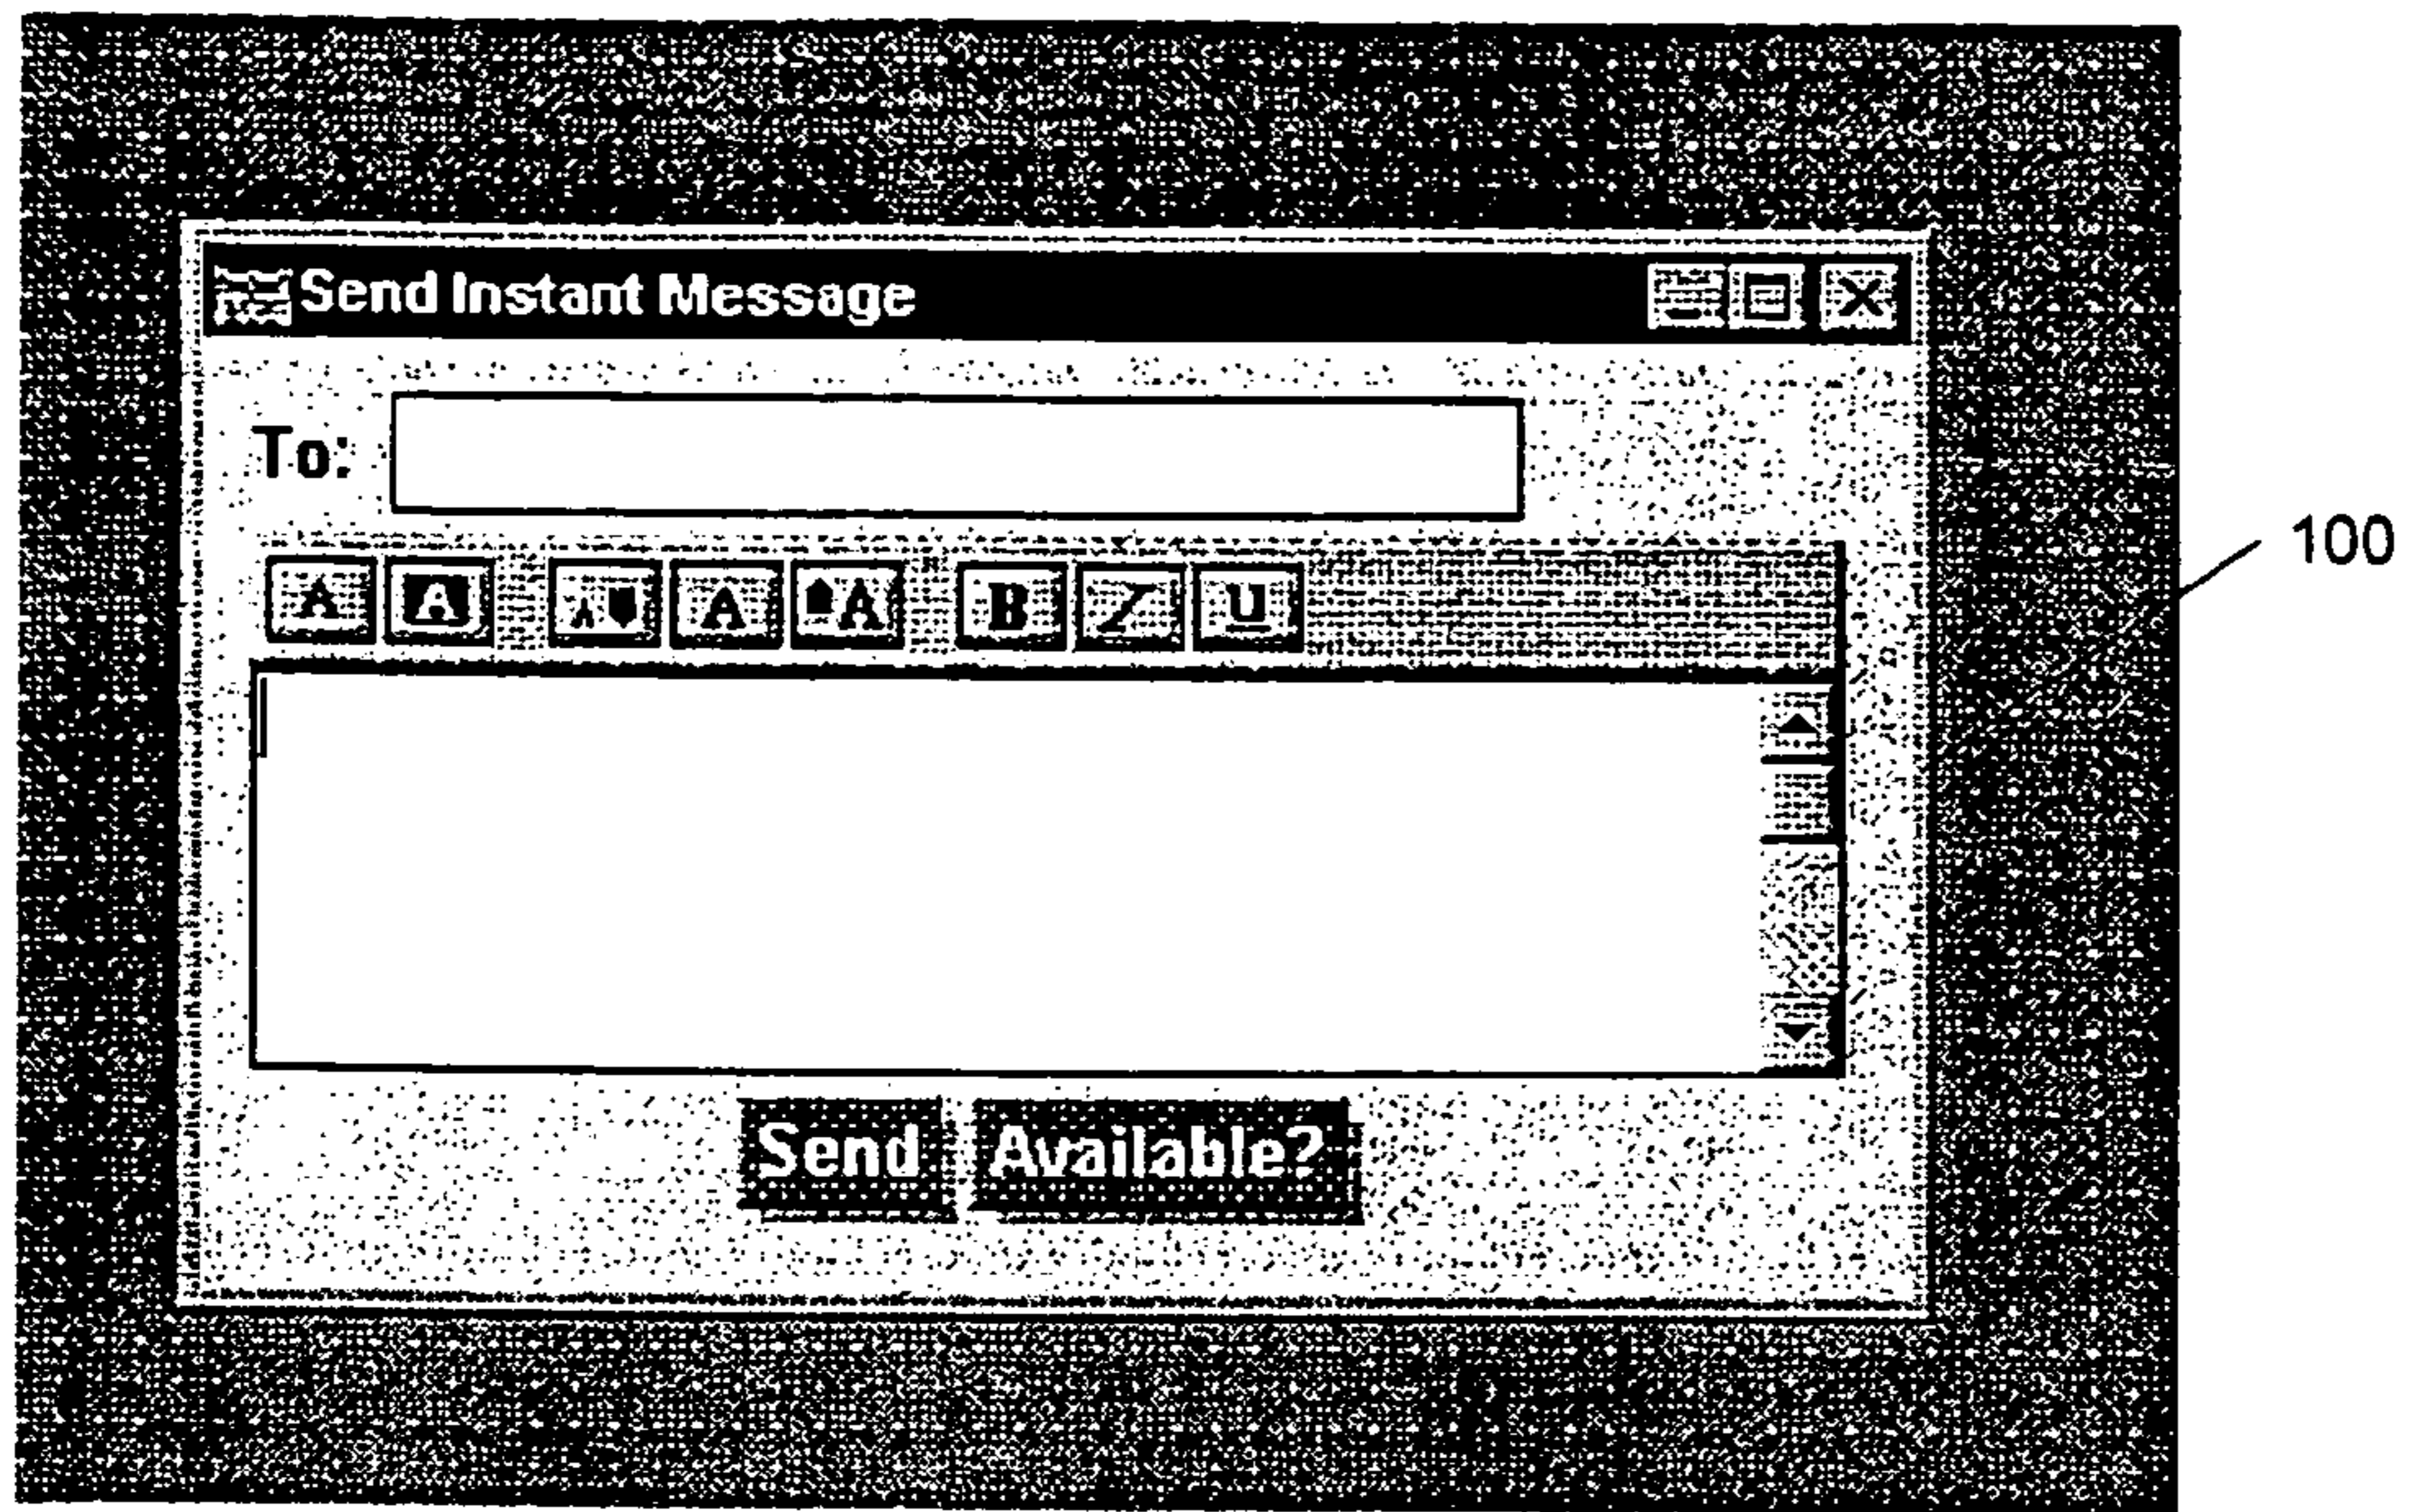 Send Instant Message
To:
100
A A A A A B I U
Send Available?